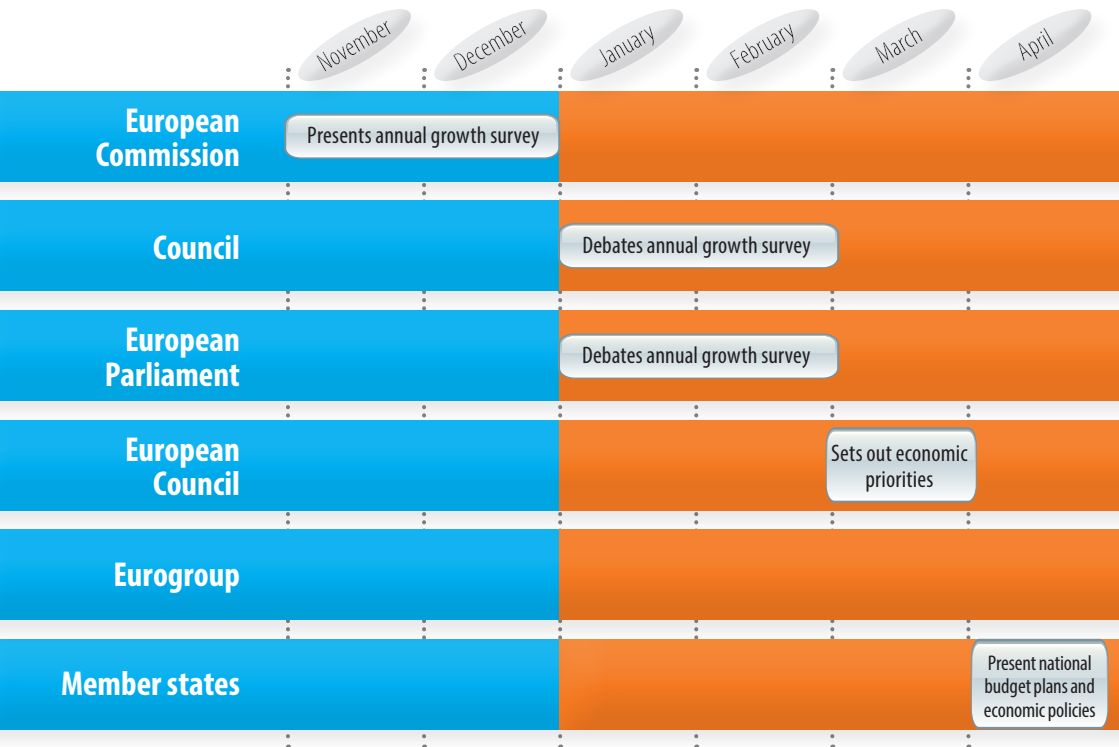 November December January February March April
European
Commission
Presents annual growth survey
Council
Debates annual growth survey
European
Parliament
Debates annual growth survey
European
Council
Sets out economic
priorities
Eurogroup
Member states
Present national
budget plans and
economic policies